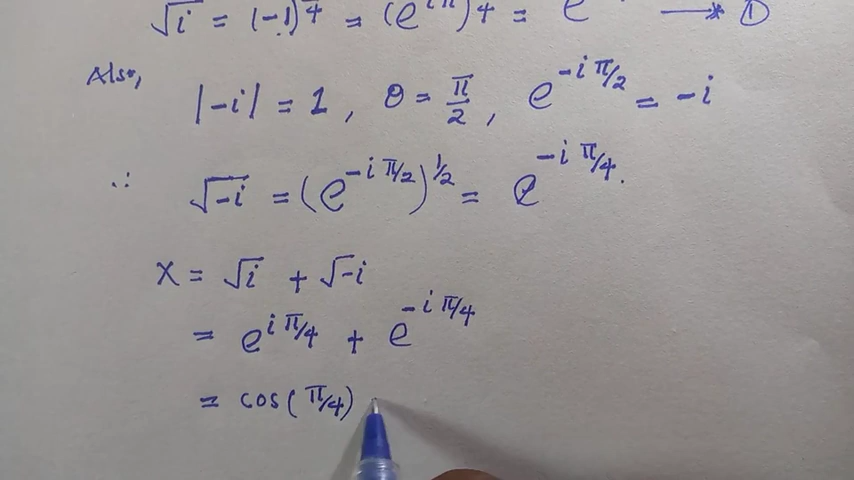 √i = (-1)^¼ = (e^iπ)^¼ = e → ①
Also,
|-i| = 1, θ = π/2, e^(-iπ/2) = -i
∴ √-i = (e^(-iπ/2))^½ = e^(-iπ/4).
X = √i + √-i
= e^(iπ/4) + e^(-iπ/4)
= cos(π/4)